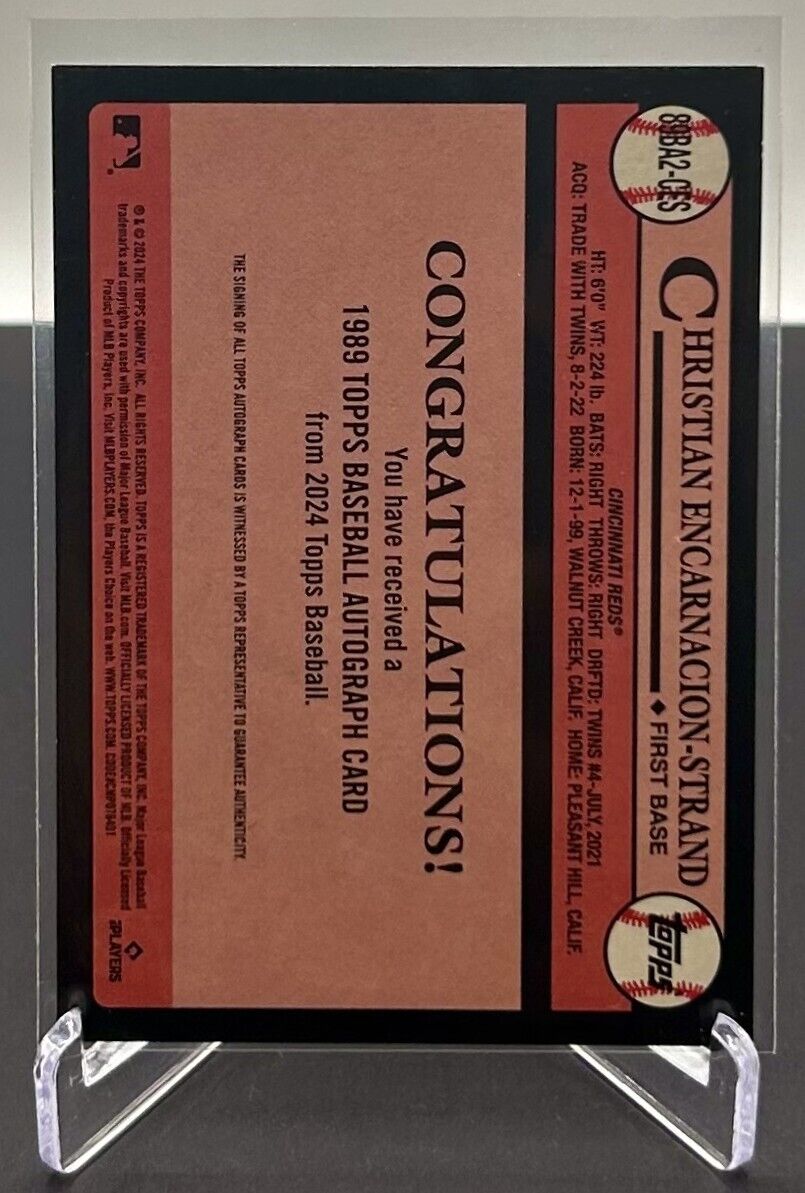 89BA2-CES
CHRISTIAN ENCARNACION-STRAND
◆ FIRST BASE
topps
CINCINNATI REDS®
HT: 6'0" WT: 224 lb. BATS: RIGHT THROWS: RIGHT DRFTD: TWINS #4-JULY, 2021
ACQ: TRADE WITH TWINS, 8-2-22 BORN: 12-1-99, WALNUT CREEK, CALIF. HOME: PLEASANT HILL, CALIF.
CONGRATULATIONS!
You have received a
1989 TOPPS BASEBALL AUTOGRAPH CARD
from 2024 Topps Baseball.
THE SIGNING OF ALL TOPPS AUTOGRAPH CARDS IS WITNESSED BY A TOPPS REPRESENTATIVE TO GUARANTEE AUTHENTICITY.
® & © 2024 THE TOPPS COMPANY, INC. ALL RIGHTS RESERVED. TOPPS IS A REGISTERED TRADEMARK OF THE TOPPS COMPANY, INC. Major League Baseball
trademarks and copyrights are used with permission of Major League Baseball. Visit MLB.com. OFFICIALLY LICENSED PRODUCT OF MLB. Officially Licensed
Product of MLB Players, Inc. Visit MLBPLAYERS.COM, the Players Choice on the web. WWW.TOPPS.COM. CODE#CMP076401
PLAYERS